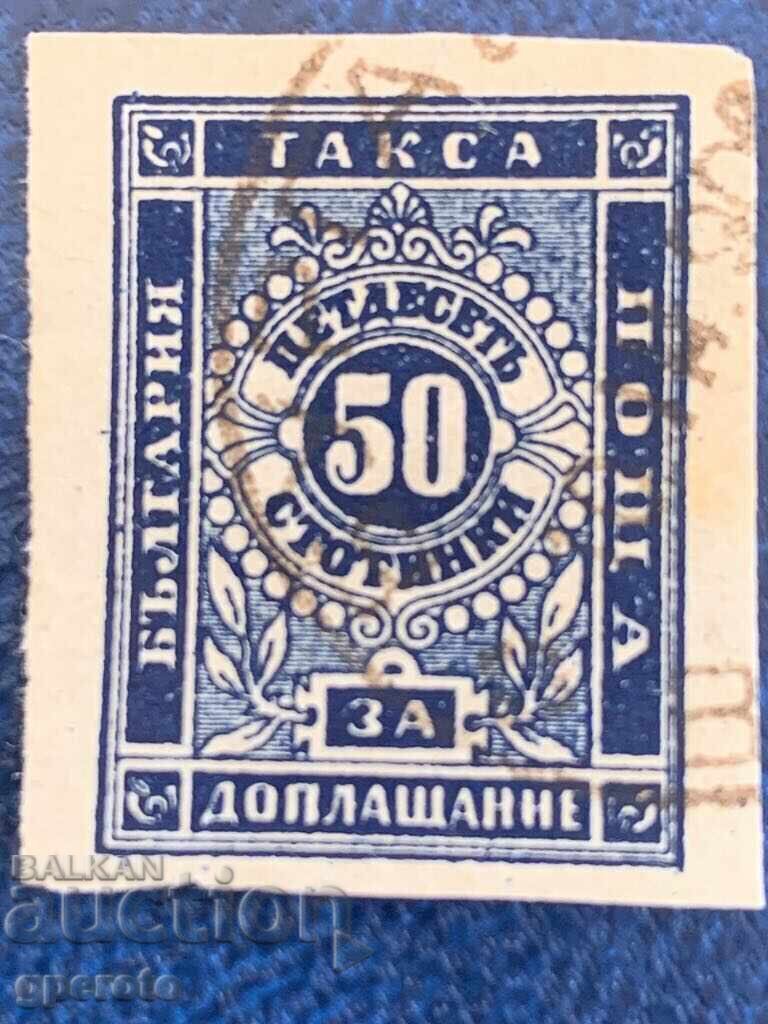 ТАКСА
БЪЛГАРИЯ
ПОЩА
ПЕТДЕСЕТЬ
50
СТОТИНКИ
ЗА
ДОПЛАЩАНИЕ
BALKAN
auction
gperoto